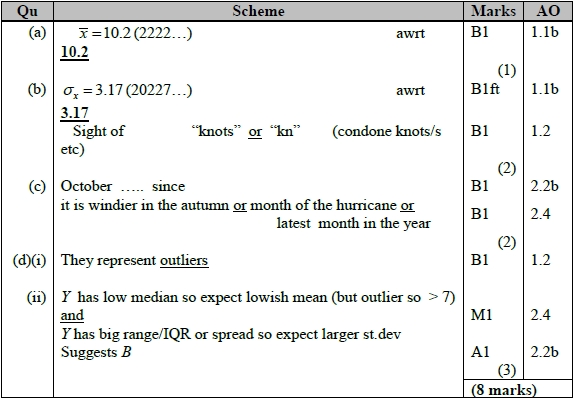 Qu Scheme Marks AO
(a) x̄ = 10.2 (2222…) awrt B1 1.1b
10.2
(1)
(b) σₓ = 3.17 (20227…) awrt B1ft 1.1b
3.17
Sight of “knots” or “kn” (condone knots/s B1 1.2
etc)
(2)
(c) October ….. since B1 2.2b
it is windier in the autumn or month of the hurricane or
latest month in the year B1 2.4
(2)
(d)(i) They represent outliers B1 1.2
(ii) Y has low median so expect lowish mean (but outlier so > 7)
and M1 2.4
Y has big range/IQR or spread so expect larger st.dev
Suggests B A1 2.2b
(3)
(8 marks)